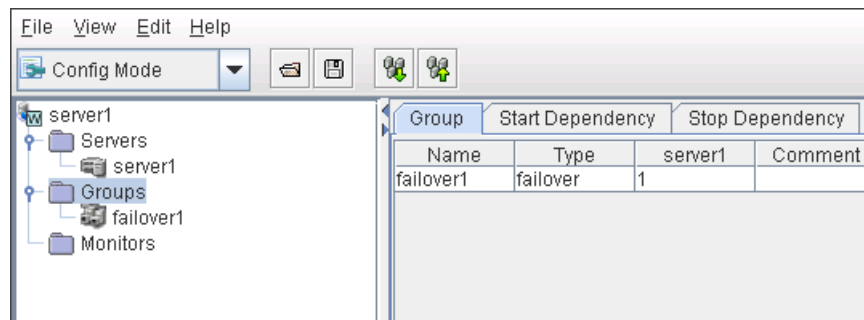 File View Edit Help
Config Mode
server1
Servers
server1
Groups
failover1
Monitors
Group Start Dependency Stop Dependency
Name Type server1 Comment
failover1 failover 1